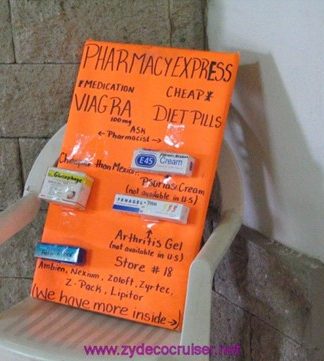 PHARMACY EXPRESS
*MEDICATION CHEAP*
VIAGRA DIET PILLS
100mg
ASK
← Pharmacist →
Cheaper than Mexico
E45 Cream
Psoriasis Cream
(not available in U.S)
Glucophage
PANAGEL
Arthritis Gel
(not available in U.S)
Store # 18
Ambien, Nexium, Zoloft, Zyrtec,
Z-Pack, Lipitor
(We have more inside→)
www.zydecocruiser.net